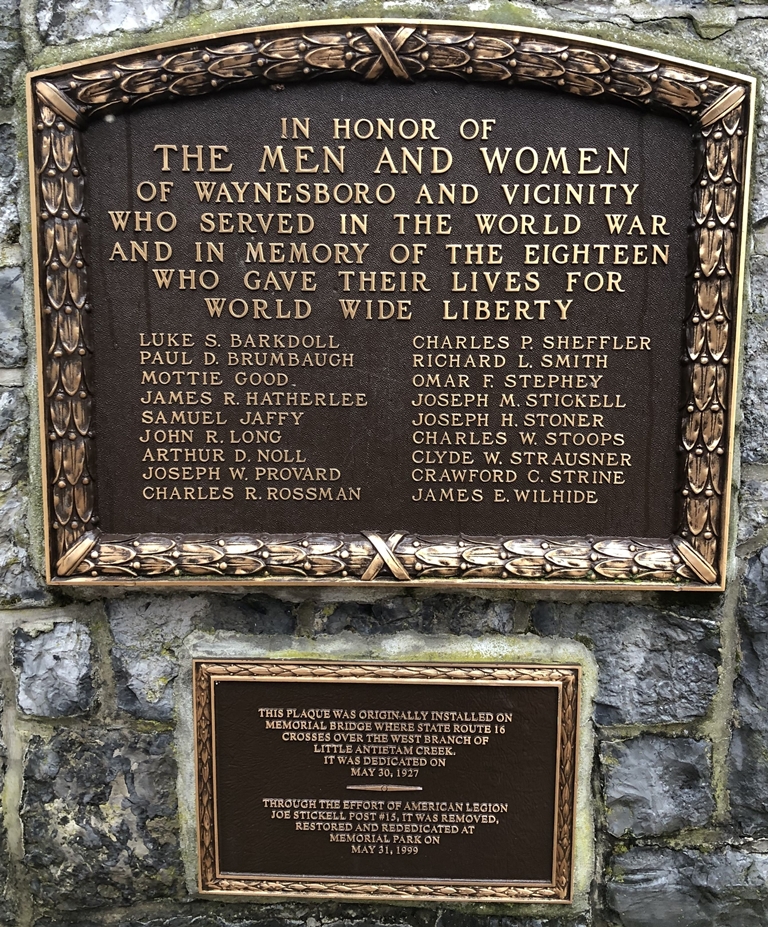 IN HONOR OF
THE MEN AND WOMEN
OF WAYNESBORO AND VICINITY
WHO SERVED IN THE WORLD WAR
AND IN MEMORY OF THE EIGHTEEN
WHO GAVE THEIR LIVES FOR
WORLD WIDE LIBERTY
LUKE S. BARKDOLL
PAUL D. BRUMBAUGH
MOTTIE GOOD
JAMES R. HATHERLEE
SAMUEL JAFFY
JOHN R. LONG
ARTHUR D. NOLL
JOSEPH W. PROVARD
CHARLES R. ROSSMAN
CHARLES P. SHEFFLER
RICHARD L. SMITH
OMAR F. STEPHEY
JOSEPH M. STICKELL
JOSEPH H. STONER
CHARLES W. STOOPS
CLYDE W. STRAUSNER
CRAWFORD C. STRINE
JAMES E. WILHIDE
THIS PLAQUE WAS ORIGINALLY INSTALLED ON
MEMORIAL BRIDGE WHERE STATE ROUTE 16
CROSSES OVER THE WEST BRANCH OF
LITTLE ANTIETAM CREEK.
IT WAS DEDICATED ON
MAY 30, 1927
THROUGH THE EFFORT OF AMERICAN LEGION
JOE STICKELL POST #15, IT WAS REMOVED,
RESTORED AND REDEDICATED AT
MEMORIAL PARK ON
MAY 31, 1999